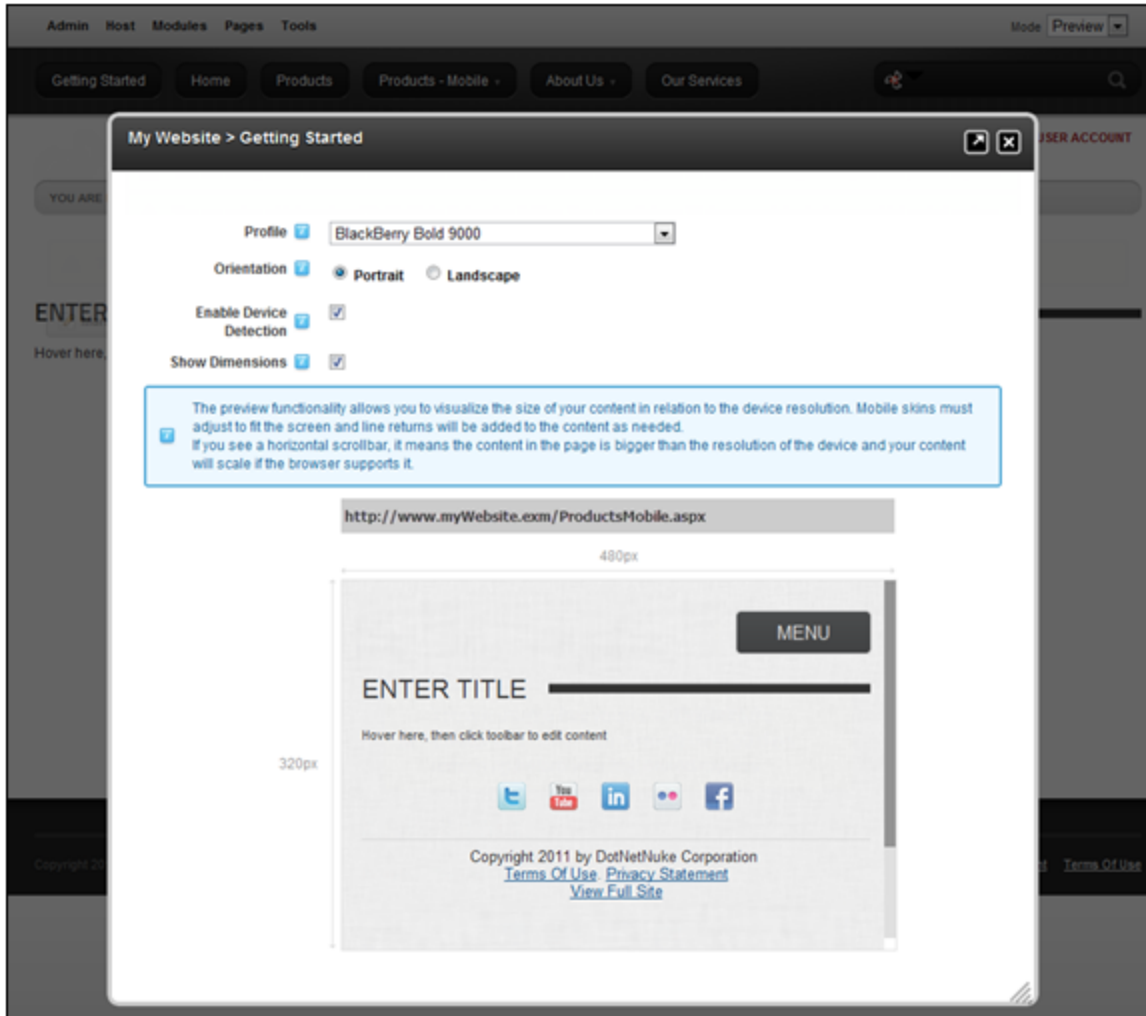 Admin Host Modules Pages Tools
Mode Preview
Getting Started Home Products Products - Mobile About Us Our Services
My Website > Getting Started
USER ACCOUNT
YOU ARE
Profile BlackBerry Bold 9000
Orientation Portrait Landscape
ENTER
Enable Device
Detection
Hover here,
Show Dimensions
The preview functionality allows you to visualize the size of your content in relation to the device resolution. Mobile skins must
adjust to fit the screen and line returns will be added to the content as needed.
If you see a horizontal scrollbar, it means the content in the page is bigger than the resolution of the device and your content
will scale if the browser supports it.
http://www.myWebsite.exm/ProductsMobile.aspx
480px
MENU
ENTER TITLE
Hover here, then click toolbar to edit content
320px
You
Tube
in
Copyright 2011 by DotNetNuke Corporation
Terms Of Use. Privacy Statement
View Full Site
Copyright 20
Terms Of Use